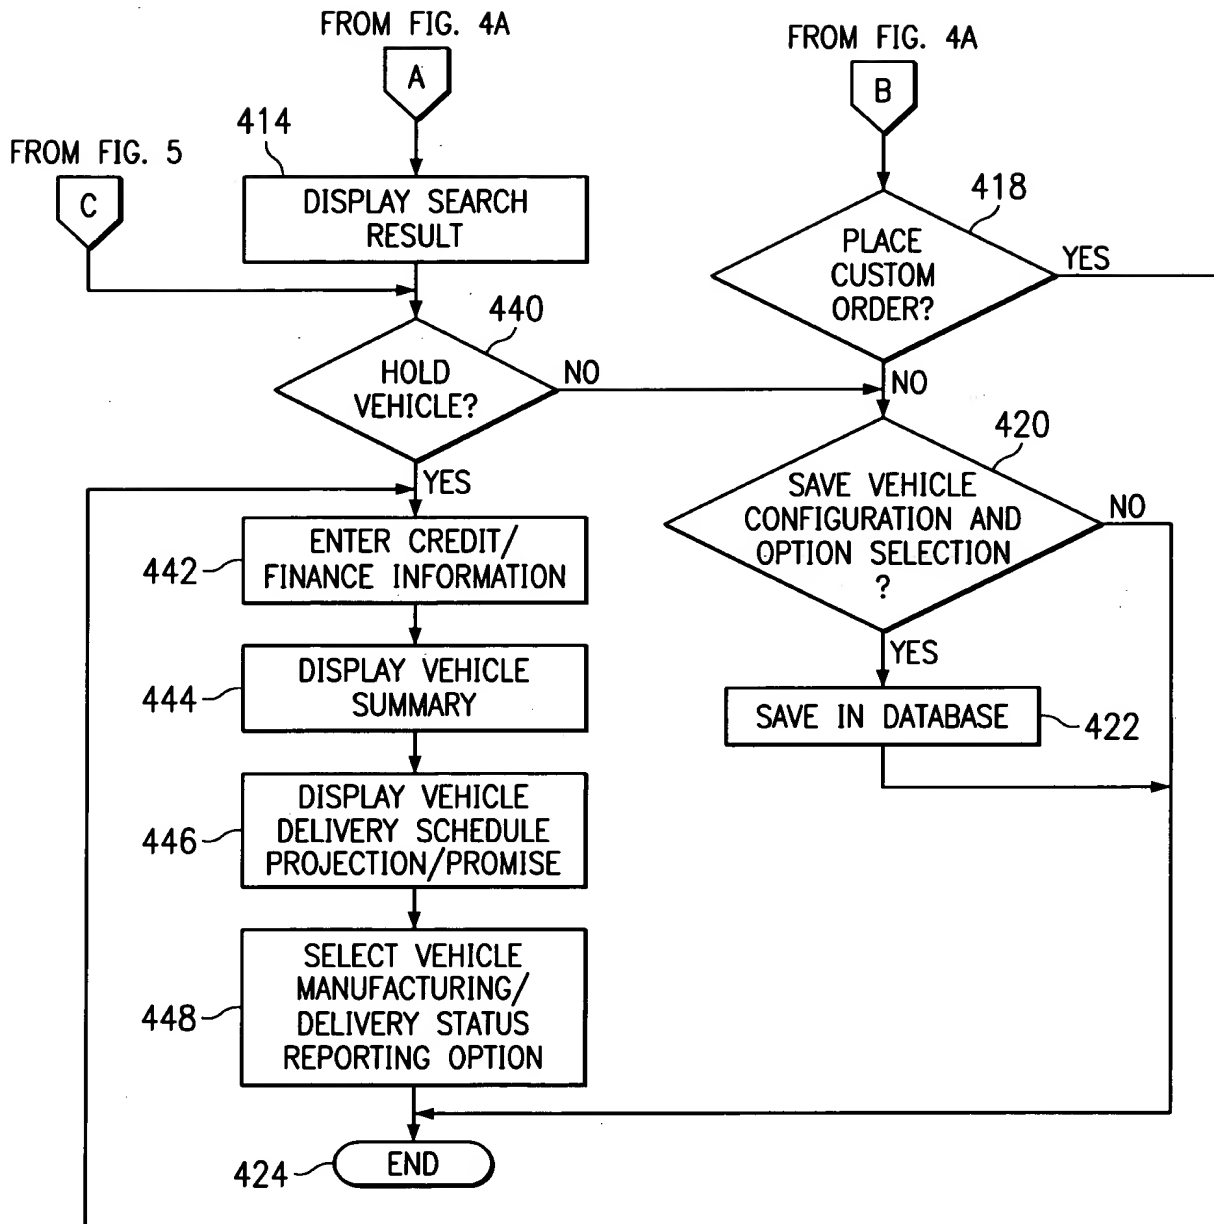 FROM FIG. 4A
A
FROM FIG. 4A
B
414
FROM FIG. 5
C
DISPLAY SEARCH
RESULT
418
PLACE
CUSTOM
ORDER?
YES
440
HOLD
VEHICLE?
NO
NO
YES
420
SAVE VEHICLE
CONFIGURATION AND
OPTION SELECTION
?
NO
YES
442
ENTER CREDIT/
FINANCE INFORMATION
444
DISPLAY VEHICLE
SUMMARY
SAVE IN DATABASE
422
446
DISPLAY VEHICLE
DELIVERY SCHEDULE
PROJECTION/PROMISE
448
SELECT VEHICLE
MANUFACTURING/
DELIVERY STATUS
REPORTING OPTION
424
END